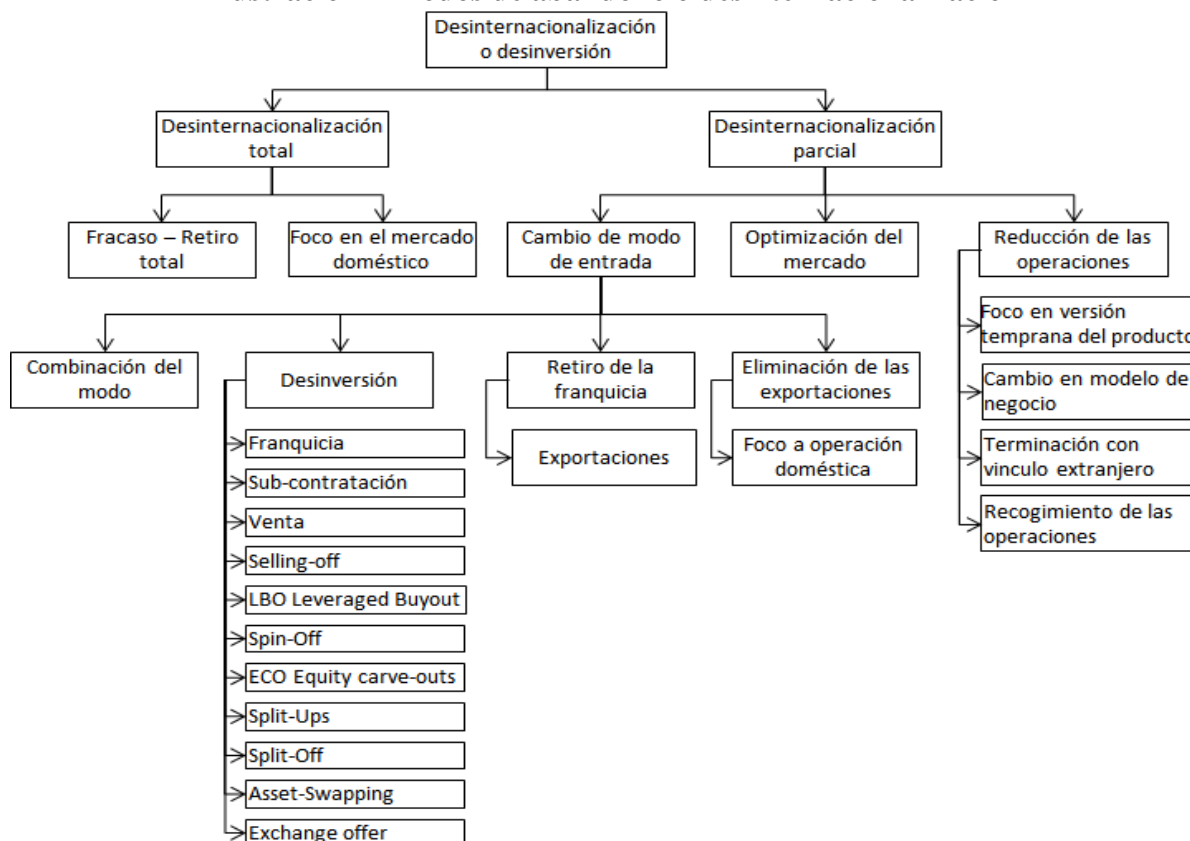 Desinternacionalización
o desinversión
Desinternacionalización
total
Desinternacionalización
parcial
Fracaso – Retiro
total
Foco en el mercado
doméstico
Cambio de modo
de entrada
Optimización del
mercado
Reducción de las
operaciones
Foco en versión
temprana del producto
Cambio en modelo de
negocio
Terminación con
vinculo extranjero
Recogimiento de las
operaciones
Combinación del
modo
Desinversión
Retiro de la
franquicia
Eliminación de las
exportaciones
Franquicia
Sub-contratación
Venta
Selling-off
LBO Leveraged Buyout
Spin-Off
ECO Equity carve-outs
Split-Ups
Split-Off
Asset-Swapping
Exchange offer
Exportaciones
Foco a operación
doméstica